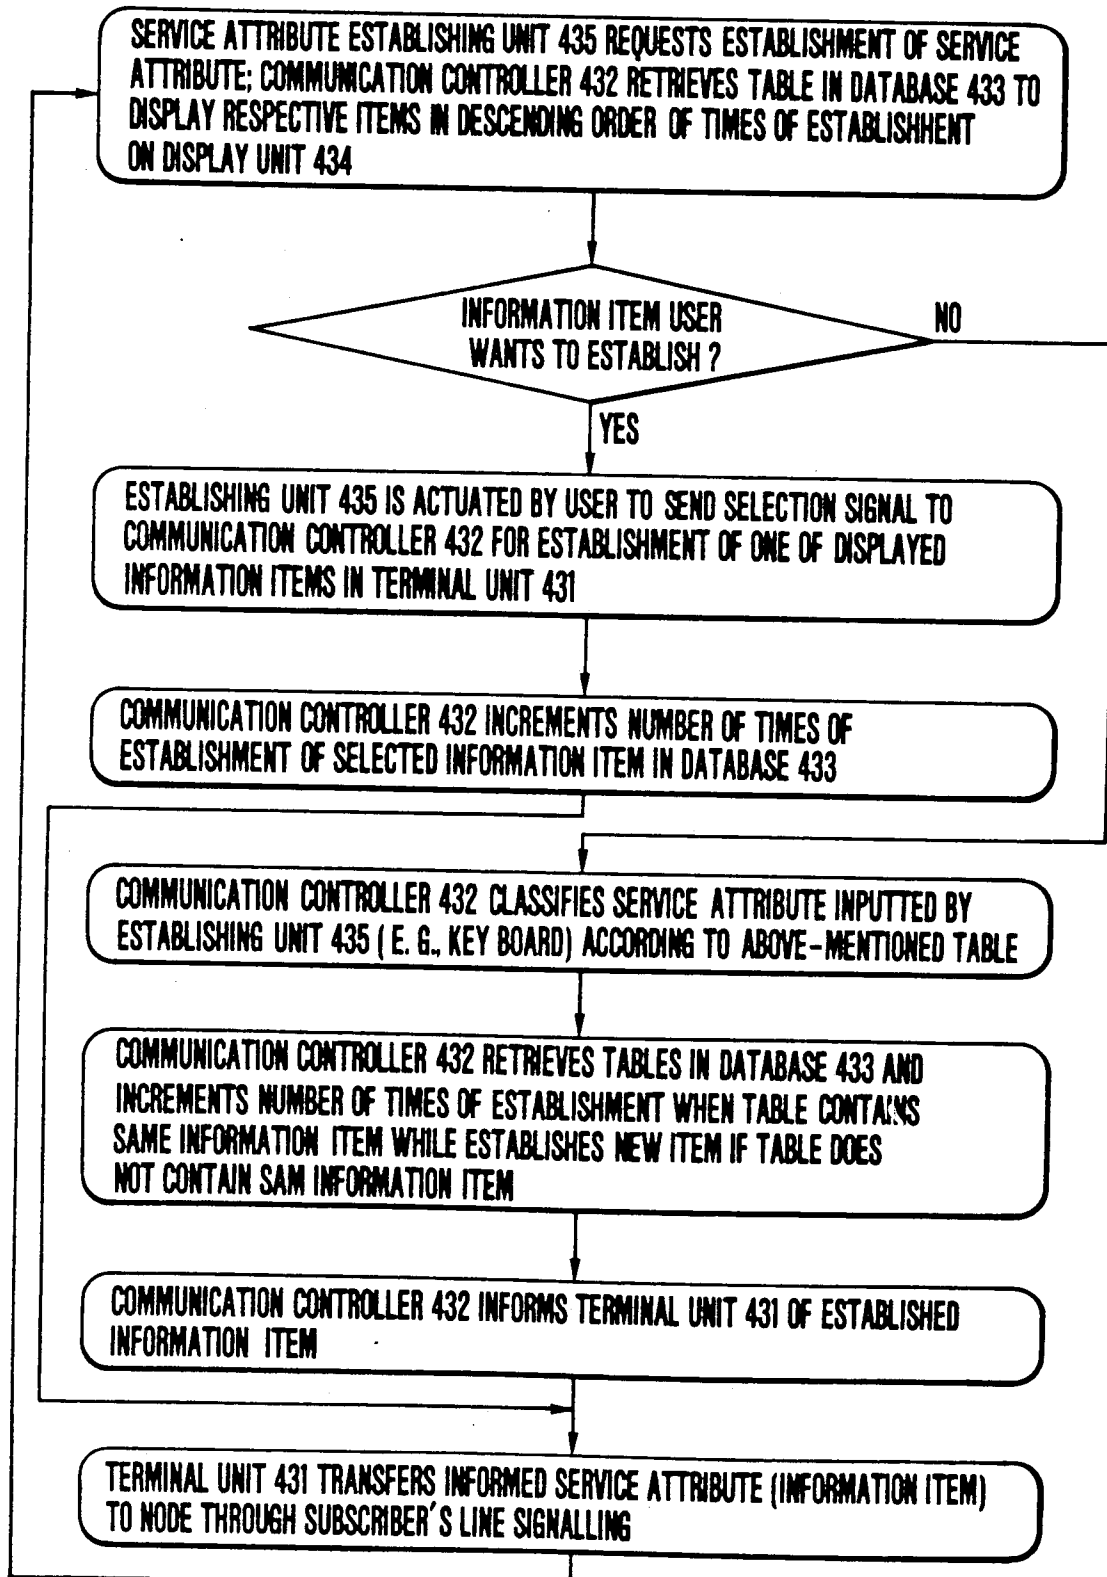 SERVICE ATTRIBUTE ESTABLISHING UNIT 435 REQUESTS ESTABLISHMENT OF SERVICE
ATTRIBUTE; COMMUNICATION CONTROLLER 432 RETRIEVES TABLE IN DATABASE 433 TO
DISPLAY RESPECTIVE ITEMS IN DESCENDING ORDER OF TIMES OF ESTABLISHHENT
ON DISPLAY UNIT 434
INFORMATION ITEM USER
WANTS TO ESTABLISH ?
NO
YES
ESTABLISHING UNIT 435 IS ACTUATED BY USER TO SEND SELECTION SIGNAL TO
COMMUNICATION CONTROLLER 432 FOR ESTABLISHMENT OF ONE OF DISPLAYED
INFORMATION ITEMS IN TERMINAL UNIT 431
COMMUNICATION CONTROLLER 432 INCREMENTS NUMBER OF TIMES OF
ESTABLISHMENT OF SELECTED INFORMATION ITEM IN DATABASE 433
COMMUNICATION CONTROLLER 432 CLASSIFIES SERVICE ATTRIBUTE INPUTTED BY
ESTABLISHING UNIT 435 ( E. G., KEY BOARD) ACCORDING TO ABOVE-MENTIONED TABLE
COMMUNICATION CONTROLLER 432 RETRIEVES TABLES IN DATABASE 433 AND
INCREMENTS NUMBER OF TIMES OF ESTABLISHMENT WHEN TABLE CONTAINS
SAME INFORMATION ITEM WHILE ESTABLISHES NEW ITEM IF TABLE DOES
NOT CONTAIN SAM INFORMATION ITEM
COMMUNICATION CONTROLLER 432 INFORMS TERMINAL UNIT 431 OF ESTABLISHED
INFORMATION ITEM
TERMINAL UNIT 431 TRANSFERS INFORMED SERVICE ATTRIBUTE (INFORMATION ITEM)
TO NODE THROUGH SUBSCRIBER'S LINE SIGNALLING